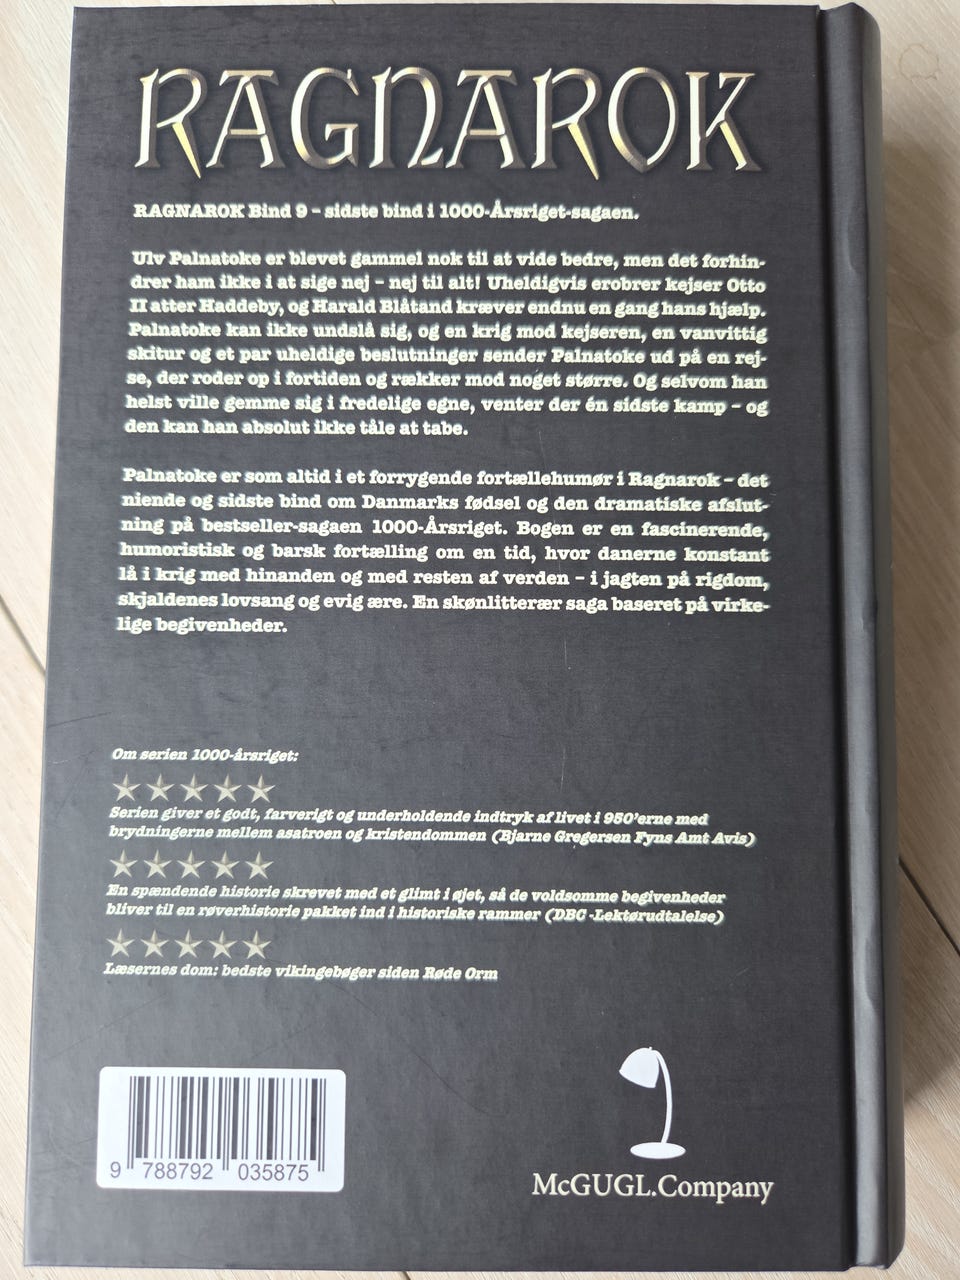 RAGNAROK
RAGNAROK Bind 9 – sidste bind i 1000-Årsriget-sagaen.
Ulv Palnatoke er blevet gammel nok til at vide bedre, men det forhin-
drer ham ikke i at sige nej – nej til alt! Uheldigvis erobrer kejser Otto
II atter Haddeby, og Harald Blåtand kræver endnu en gang hans hjælp.
Palnatoke kan ikke undslå sig, og en krig mod kejseren, en vanvittig
skitur og et par uheldige beslutninger sender Palnatoke ud på en rej-
se, der roder op i fortiden og rækker mod noget større. Og selvom han
helst ville gemme sig i fredelige egne, venter der én sidste kamp – og
den kan han absolut ikke tåle at tabe.
Palnatoke er som altid i et forrygende fortællehumør i Ragnarok – det
niende og sidste bind om Danmarks fødsel og den dramatiske afslut-
ning på bestseller-sagaen 1000-Årsriget. Bogen er en fascinerende,
humoristisk og barsk fortælling om en tid, hvor danerne konstant
lå i krig med hinanden og med resten af verden – i jagten på rigdom,
skjaldenes lovsang og evig ære. En skønlitterær saga baseret på virke-
lige begivenheder.
Om serien 1000-årsriget:
Serien giver et godt, farverigt og underholdende indtryk af livet i 950'erne med
brydningerne mellem asatroen og kristendommen (Bjarne Gregersen Fyns Amt Avis)
En spændende historie skrevet med et glimt i øjet, så de voldsomme begivenheder
bliver til en røverhistorie pakket ind i historiske rammer (DBC -Lektørudtalelse)
Læsernes dom: bedste vikingebøger siden Røde Orm
9 788792 035875
McGUGL.Company